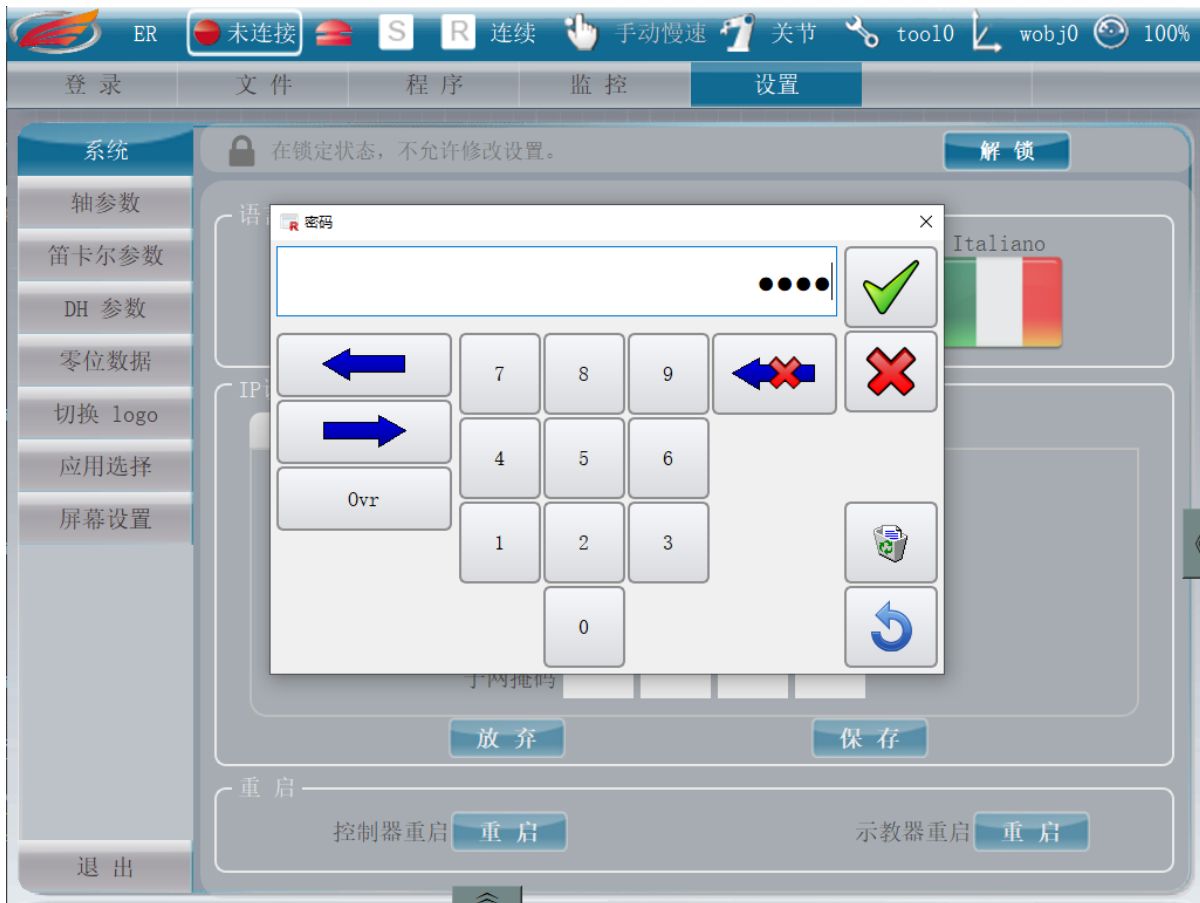 ER 未连接 S R 连续 手动慢速 关节 tool0 wobj0 100%
登 录 文 件 程 序 监 控 设置
系统
轴参数
笛卡尔参数
DH 参数
零位数据
切换 logo
应用选择
屏幕设置
退 出
在锁定状态，不允许修改设置。 解 锁
语
Italiano
R 密码
●●●●
7 8 9
4 5 6
Ovr
1 2 3
0
IP
子网掩码
放 弃 保 存
重 启
控制器重启 重 启 示教器重启 重 启